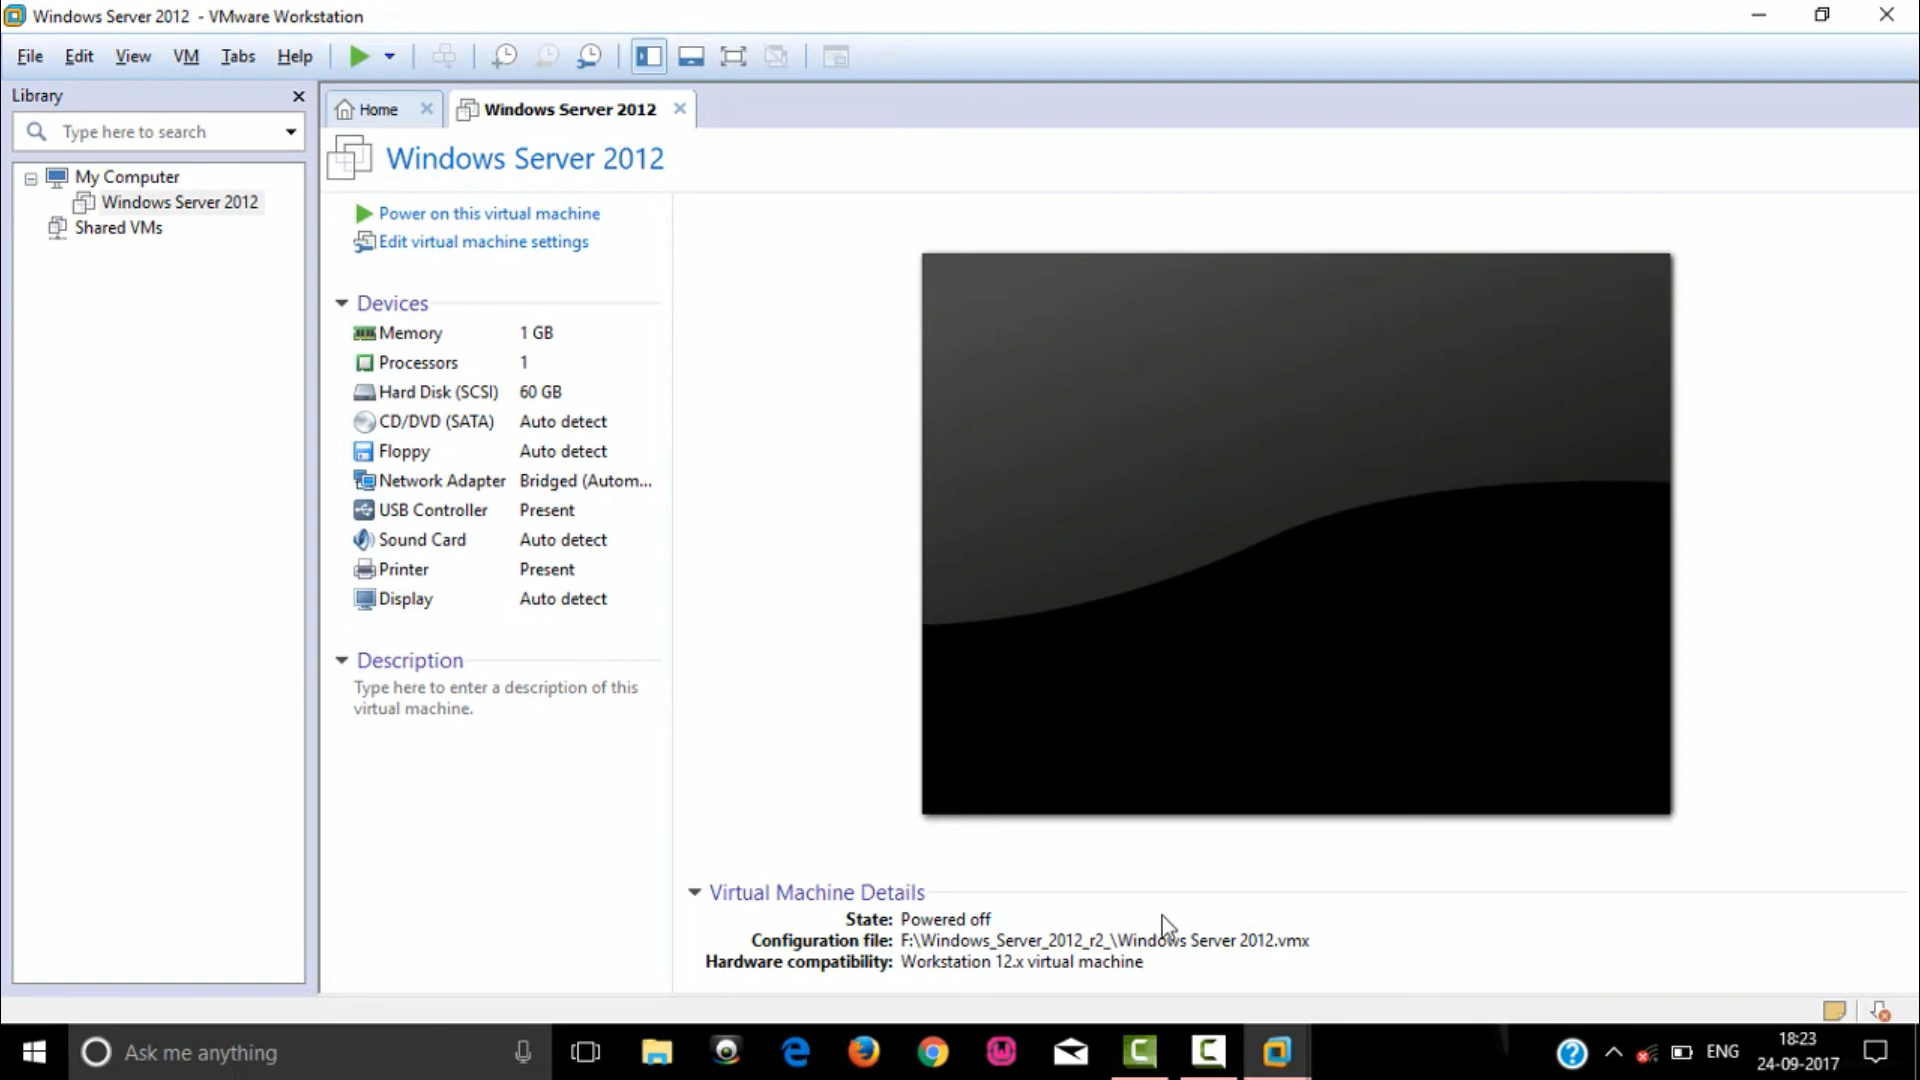 Windows Server 2012 - VMware Workstation
File Edit View VM Tabs Help
Library
Type here to search
My Computer
Windows Server 2012
Shared VMs
Home
Windows Server 2012
Windows Server 2012
Power on this virtual machine
Edit virtual machine settings
Devices
Memory 1 GB
Processors 1
Hard Disk (SCSI) 60 GB
CD/DVD (SATA) Auto detect
Floppy Auto detect
Network Adapter Bridged (Autom...
USB Controller Present
Sound Card Auto detect
Printer Present
Display Auto detect
Description
Type here to enter a description of this
virtual machine.
Virtual Machine Details
State: Powered off
Configuration file: F:\Windows_Server_2012_r2_\Windows Server 2012.vmx
Hardware compatibility: Workstation 12.x virtual machine
Ask me anything
ENG
18:23
24-09-2017